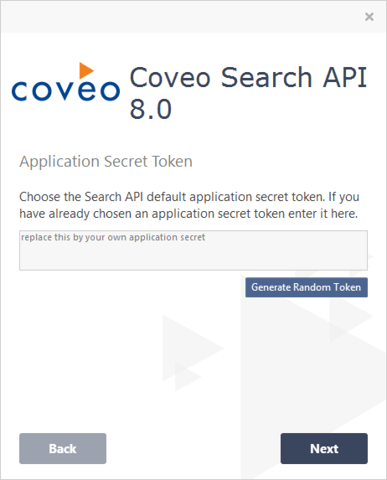 coveo
Coveo Search API
8.0
Application Secret Token
Choose the Search API default application secret token. If you
have already chosen an application secret token enter it here.
replace this by your own application secret
Generate Random Token
Back
Next